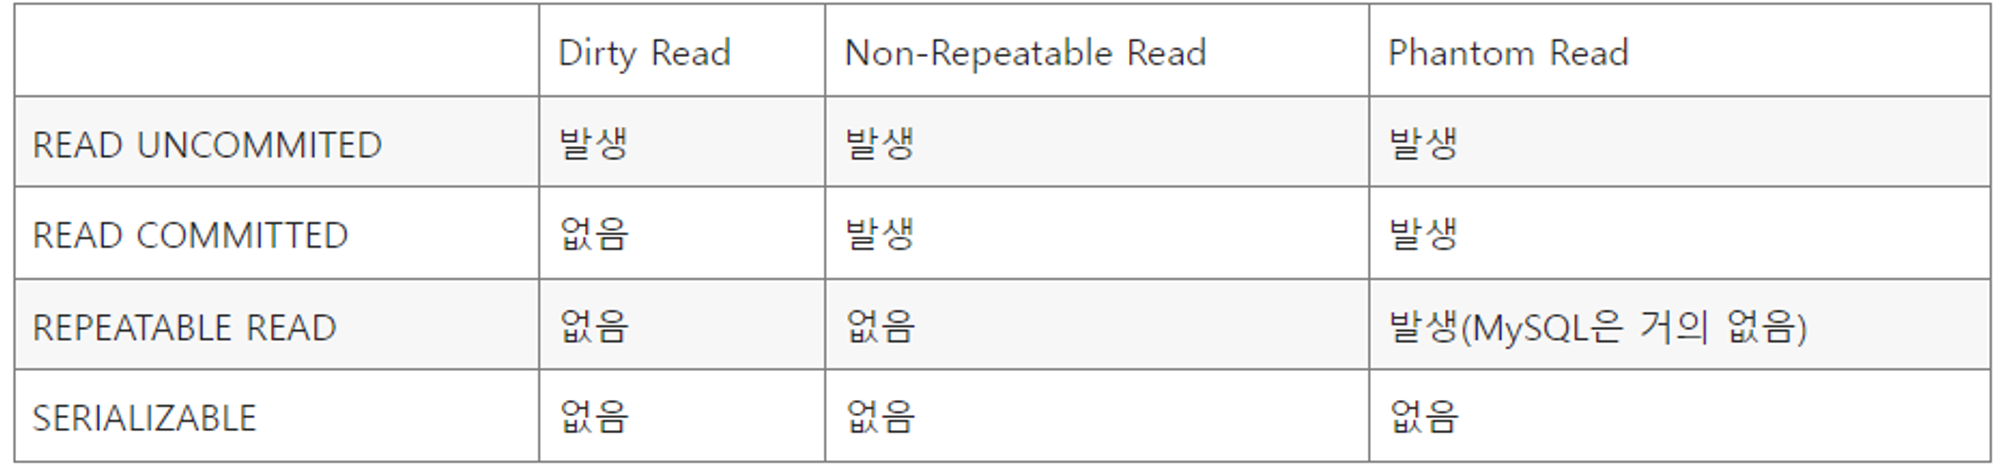 Dirty Read Non-Repeatable Read Phantom Read
READ UNCOMMITED 발생 발생 발생
READ COMMITTED 없음 발생 발생
REPEATABLE READ 없음 없음 발생(MySQL은 거의 없음)
SERIALIZABLE 없음 없음 없음